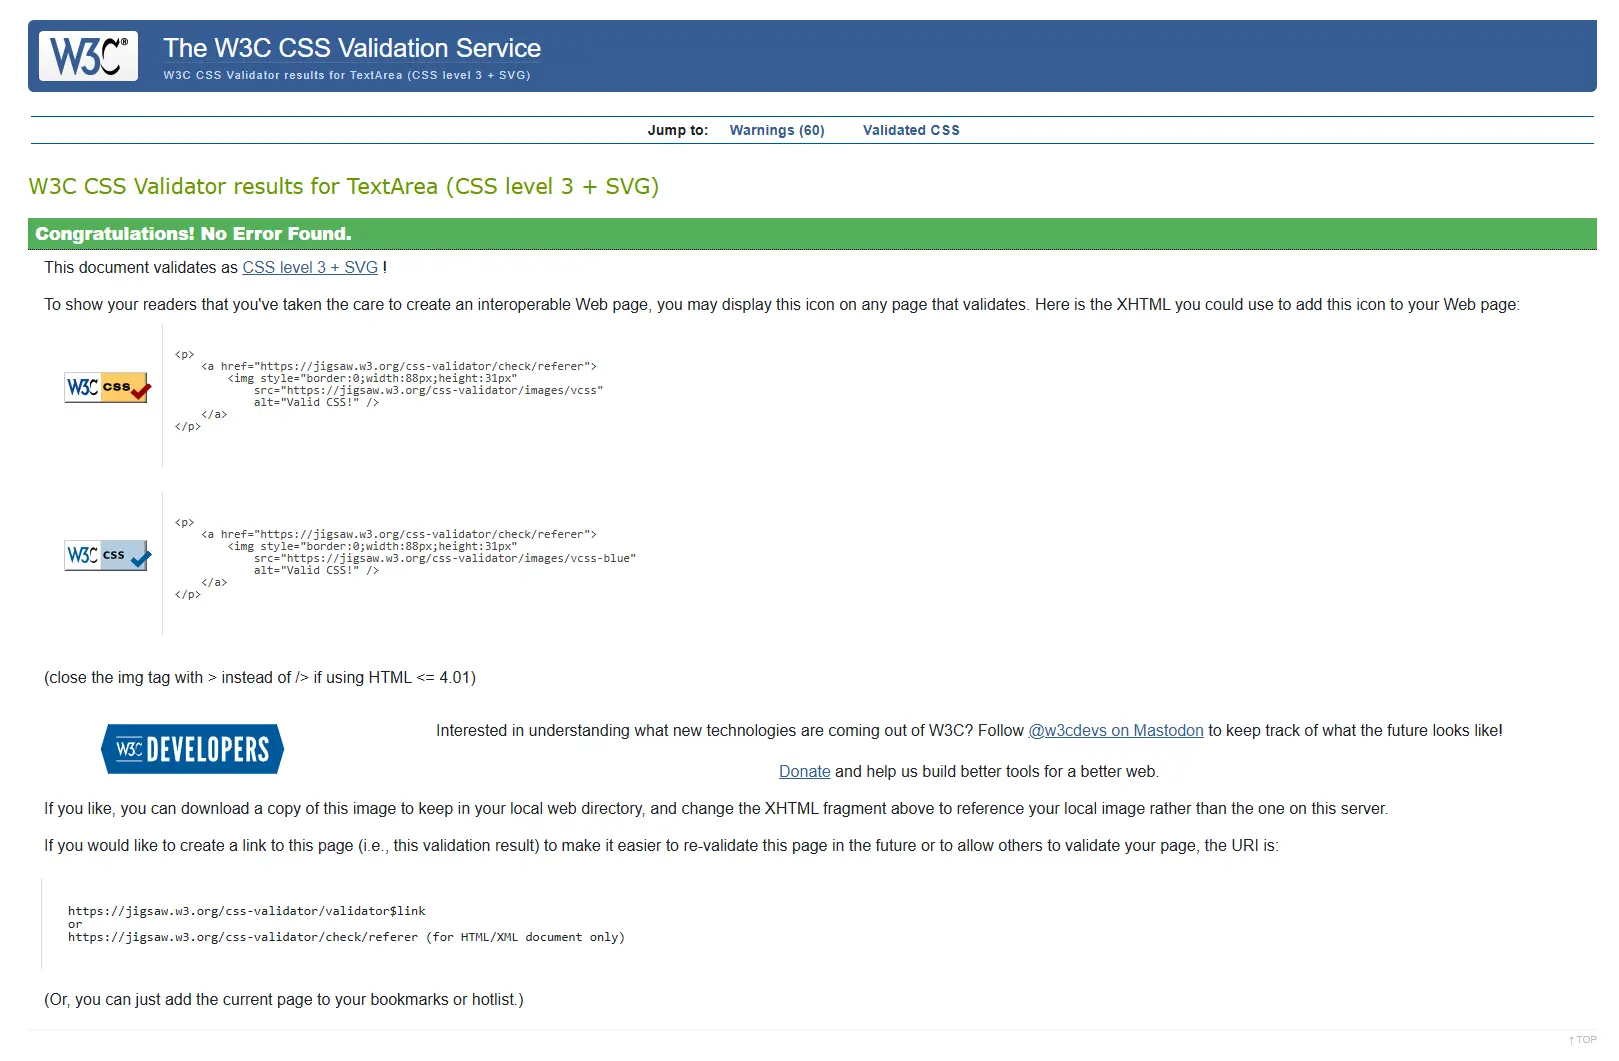 W3C®
The W3C CSS Validation Service
W3C CSS Validator results for TextArea (CSS level 3 + SVG)
Jump to: Warnings (60) Validated CSS
W3C CSS Validator results for TextArea (CSS level 3 + SVG)
Congratulations! No Error Found.
This document validates as CSS level 3 + SVG !
To show your readers that you've taken the care to create an interoperable Web page, you may display this icon on any page that validates. Here is the XHTML you could use to add this icon to your Web page:
W3C css
<p>
    <a href="https://jigsaw.w3.org/css-validator/check/referer">
        <img style="border:0;width:88px;height:31px"
            src="https://jigsaw.w3.org/css-validator/images/vcss"
            alt="Valid CSS!" />
    </a>
</p>
W3C css
<p>
    <a href="https://jigsaw.w3.org/css-validator/check/referer">
        <img style="border:0;width:88px;height:31px"
            src="https://jigsaw.w3.org/css-validator/images/vcss-blue"
            alt="Valid CSS!" />
    </a>
</p>
(close the img tag with > instead of /> if using HTML <= 4.01)
W3C DEVELOPERS
Interested in understanding what new technologies are coming out of W3C? Follow @w3cdevs on Mastodon to keep track of what the future looks like!
Donate and help us build better tools for a better web.
If you like, you can download a copy of this image to keep in your local web directory, and change the XHTML fragment above to reference your local image rather than the one on this server.
If you would like to create a link to this page (i.e., this validation result) to make it easier to re-validate this page in the future or to allow others to validate your page, the URI is:
https://jigsaw.w3.org/css-validator/validator$link
or
https://jigsaw.w3.org/css-validator/check/referer (for HTML/XML document only)
(Or, you can just add the current page to your bookmarks or hotlist.)
↑ TOP